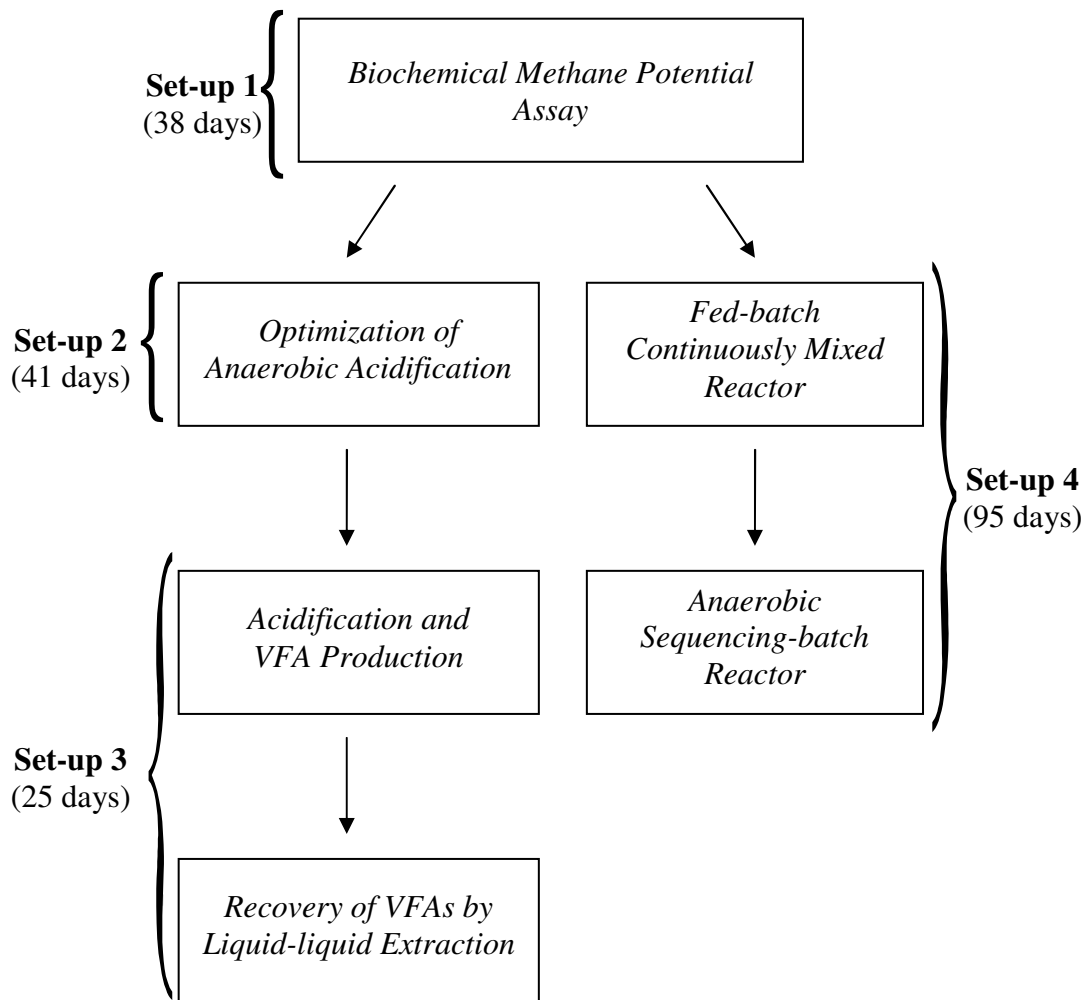 Set-up 1
(38 days)
Biochemical Methane Potential
Assay
Set-up 2
(41 days)
Optimization of
Anaerobic Acidification
Fed-batch
Continuously Mixed
Reactor
Set-up 4
(95 days)
Acidification and
VFA Production
Anaerobic
Sequencing-batch
Reactor
Set-up 3
(25 days)
Recovery of VFAs by
Liquid-liquid Extraction